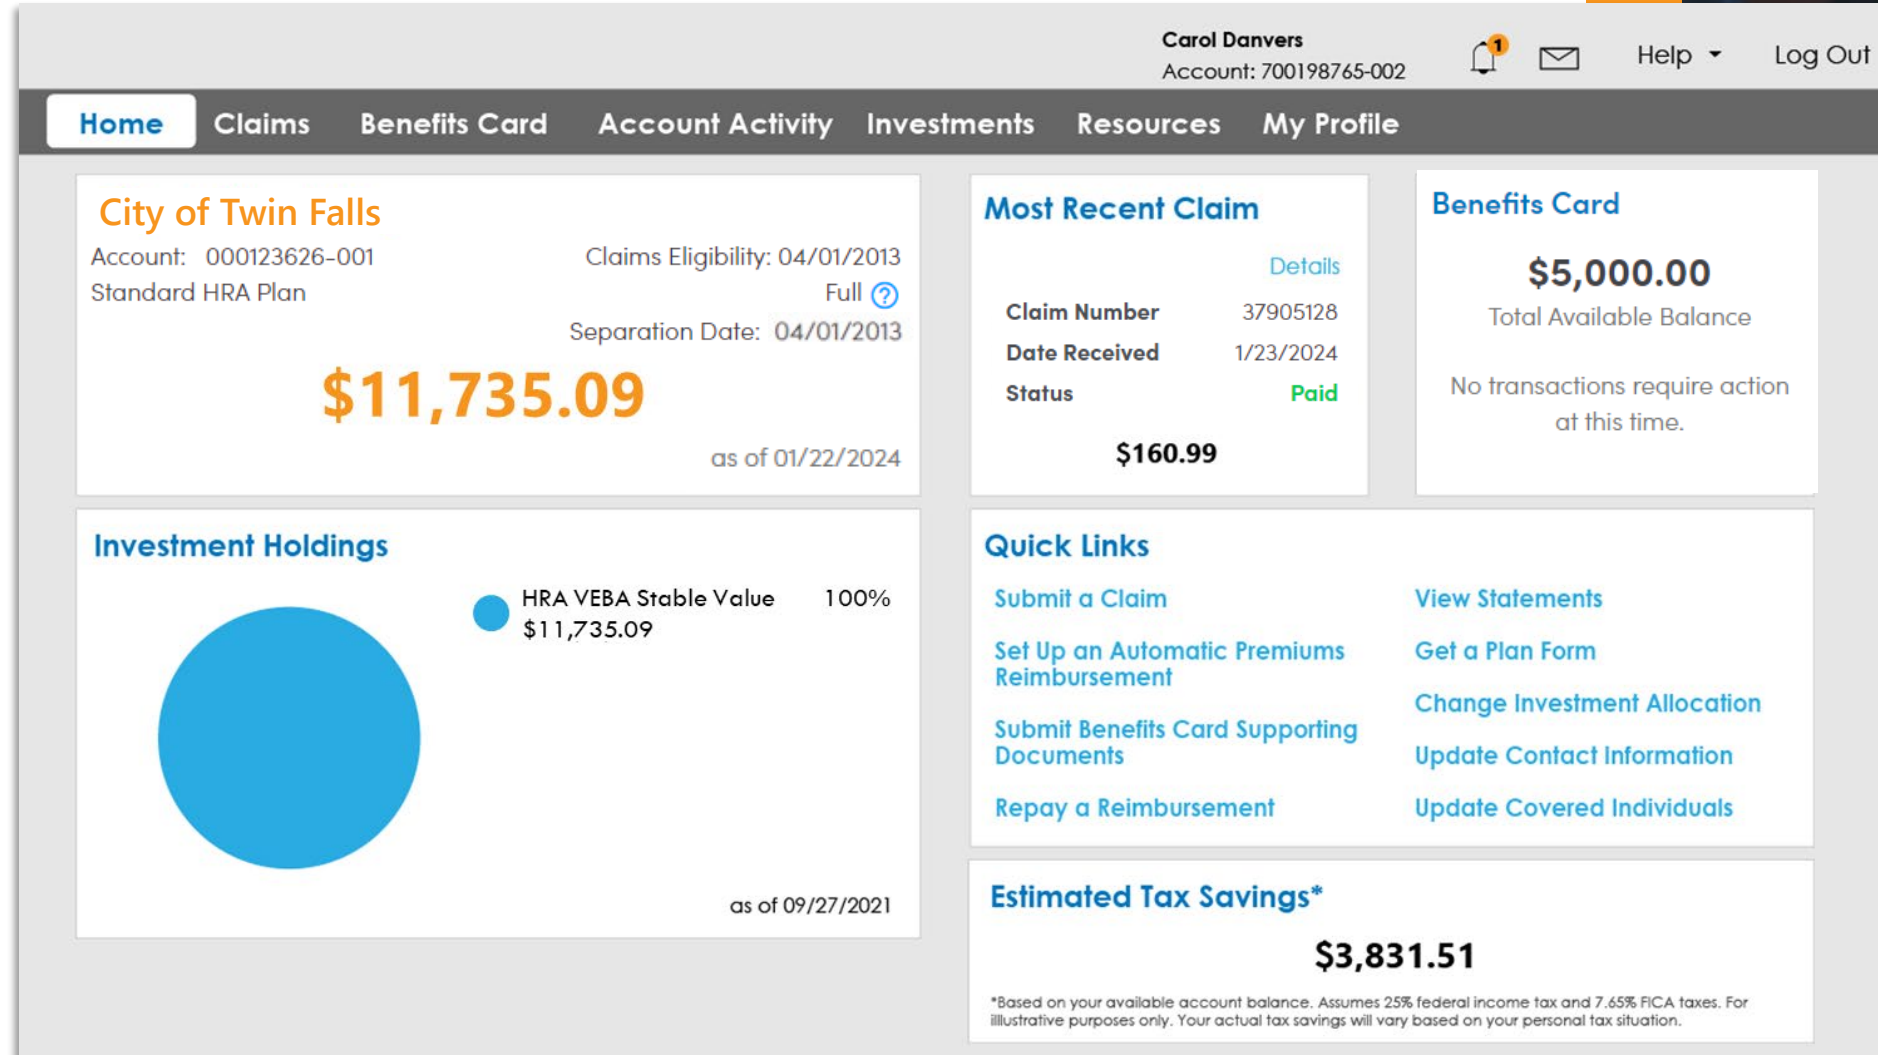 Carol Danvers
Account: 700198765-002
1
Help
Log Out
Home
Claims
Benefits Card
Account Activity
Investments
Resources
My Profile
City of Twin Falls
Account: 000123626-001
Claims Eligibility: 04/01/2013
Standard HRA Plan
Full ?
Separation Date: 04/01/2013
$11,735.09
as of 01/22/2024
Most Recent Claim
Details
Claim Number 37905128
Date Received 1/23/2024
Status Paid
$160.99
Benefits Card
$5,000.00
Total Available Balance
No transactions require action
at this time.
Investment Holdings
HRA VEBA Stable Value 100%
$11,735.09
as of 09/27/2021
Quick Links
Submit a Claim
Set Up an Automatic Premiums
Reimbursement
Submit Benefits Card Supporting
Documents
Repay a Reimbursement
View Statements
Get a Plan Form
Change Investment Allocation
Update Contact Information
Update Covered Individuals
Estimated Tax Savings*
$3,831.51
*Based on your available account balance. Assumes 25% federal income tax and 7.65% FICA taxes. For
illlustrative purposes only. Your actual tax savings will vary based on your personal tax situation.